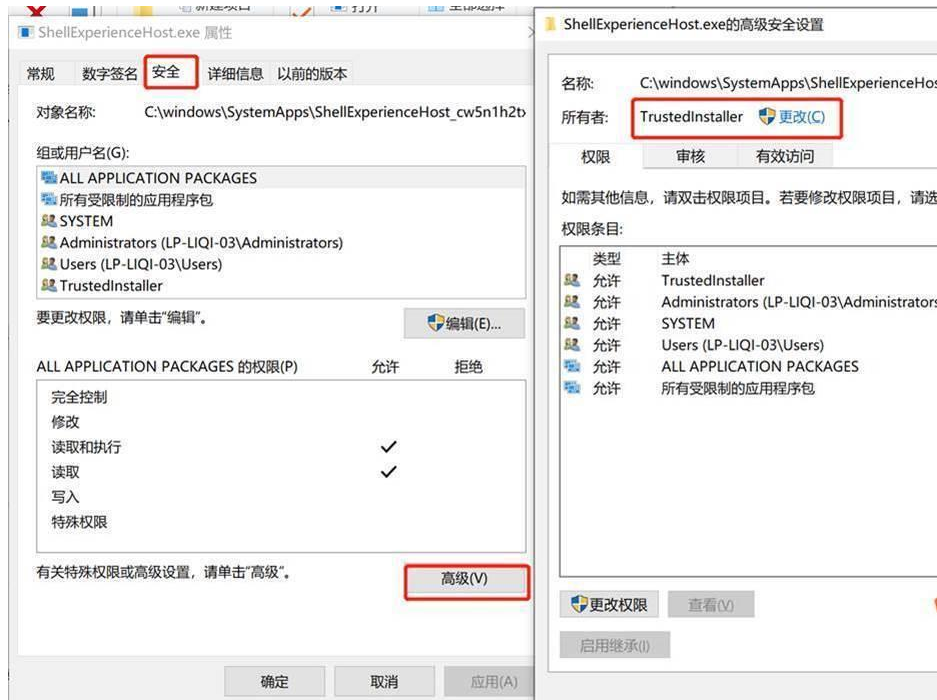 新建项目
打开
全部选择
ShellExperienceHost.exe 属性
常规
数字签名
安全
详细信息
以前的版本
对象名称:
C:\windows\SystemApps\ShellExperienceHost_cw5n1h2tx
组或用户名(G):
ALL APPLICATION PACKAGES
所有受限制的应用程序包
SYSTEM
Administrators (LP-LIQI-03\Administrators)
Users (LP-LIQI-03\Users)
TrustedInstaller
要更改权限，请单击"编辑"。
编辑(E)...
ALL APPLICATION PACKAGES 的权限(P)
允许
拒绝
完全控制
修改
读取和执行
读取
写入
特殊权限
有关特殊权限或高级设置，请单击"高级"。
高级(V)
确定
取消
应用(A)
ShellExperienceHost.exe的高级安全设置
名称:
C:\windows\SystemApps\ShellExperienceHos
所有者:
TrustedInstaller
更改(C)
权限
审核
有效访问
如需其他信息，请双击权限项目。若要修改权限项目，请选
权限条目:
类型 主体
允许 TrustedInstaller
允许 Administrators (LP-LIQI-03\Administrators
允许 SYSTEM
允许 Users (LP-LIQI-03\Users)
允许 ALL APPLICATION PACKAGES
允许 所有受限制的应用程序包
更改权限
查看(V)
启用继承(I)